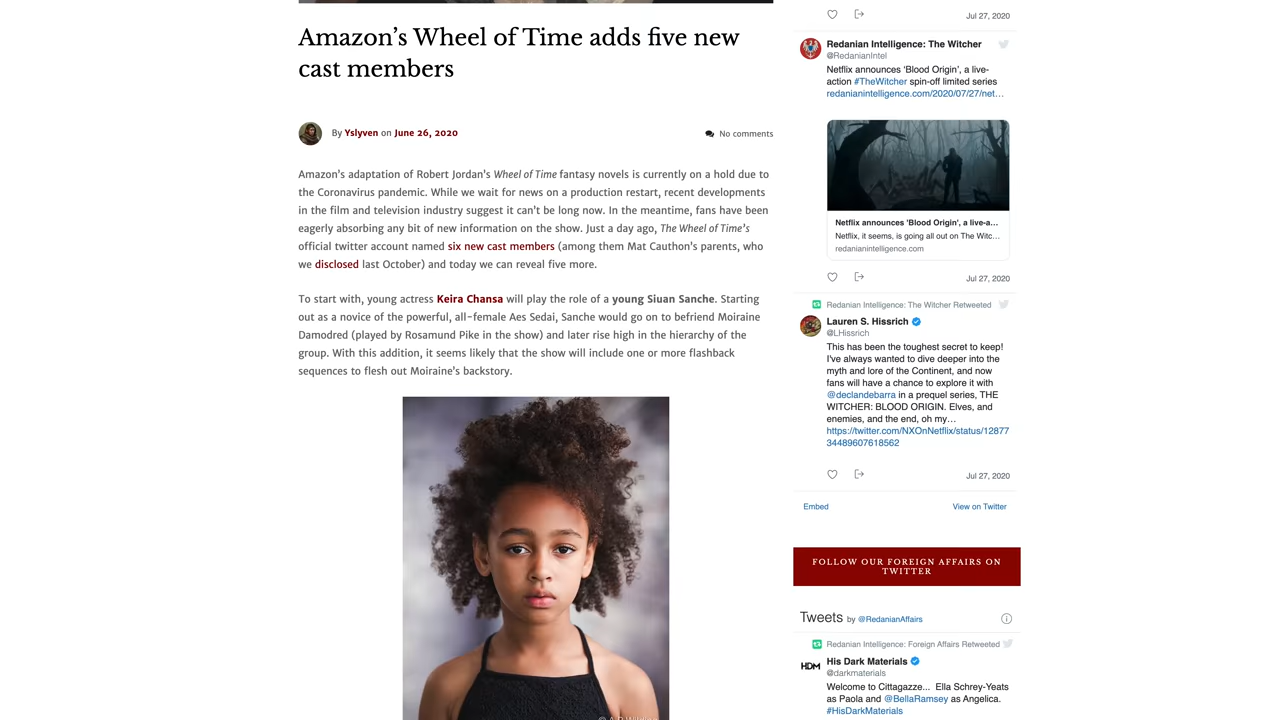 Amazon’s Wheel of Time adds five new
cast members
By Yslyven on June 26, 2020
No comments
Amazon’s adaptation of Robert Jordan’s Wheel of Time fantasy novels is currently on a hold due to
the Coronavirus pandemic. While we wait for news on a production restart, recent developments
in the film and television industry suggest it can’t be long now. In the meantime, fans have been
eagerly absorbing any bit of new information on the show. Just a day ago, The Wheel of Time’s
official twitter account named six new cast members (among them Mat Cauthon’s parents, who
we disclosed last October) and today we can reveal five more.
To start with, young actress Keira Chansa will play the role of a young Siuan Sanche. Starting
out as a novice of the powerful, all-female Aes Sedai, Sanche would go on to befriend Moiraine
Damodred (played by Rosamund Pike in the show) and later rise high in the hierarchy of the
group. With this addition, it seems likely that the show will include one or more flashback
sequences to flesh out Moiraine’s backstory.
Jul 27, 2020
Redanian Intelligence: The Witcher
@RedanianIntel
Netflix announces ‘Blood Origin’, a live-
action #TheWitcher spin-off limited series
redanianintelligence.com/2020/07/27/net…
Netflix announces 'Blood Origin', a live-a…
Netflix, it seems, is going all out on The Witc…
redanianintelligence.com
Jul 27, 2020
Redanian Intelligence: The Witcher Retweeted
Lauren S. Hissrich
@LHissrich
This has been the toughest secret to keep!
I've always wanted to dive deeper into the
myth and lore of the Continent, and now
fans will have a chance to explore it with
@declandebarra in a prequel series, THE
WITCHER: BLOOD ORIGIN. Elves, and
enemies, and the end, oh my…
https://twitter.com/NXOnNetflix/status/12877
34489607618562
Jul 27, 2020
Embed
View on Twitter
FOLLOW OUR FOREIGN AFFAIRS ON
TWITTER
Tweets by @RedanianAffairs
Redanian Intelligence: Foreign Affairs Retweeted
HDM
His Dark Materials
@darkmaterials
Welcome to Cittagazze... Ella Schrey-Yeats
as Paola and @BellaRamsey as Angelica.
#HisDarkMaterials